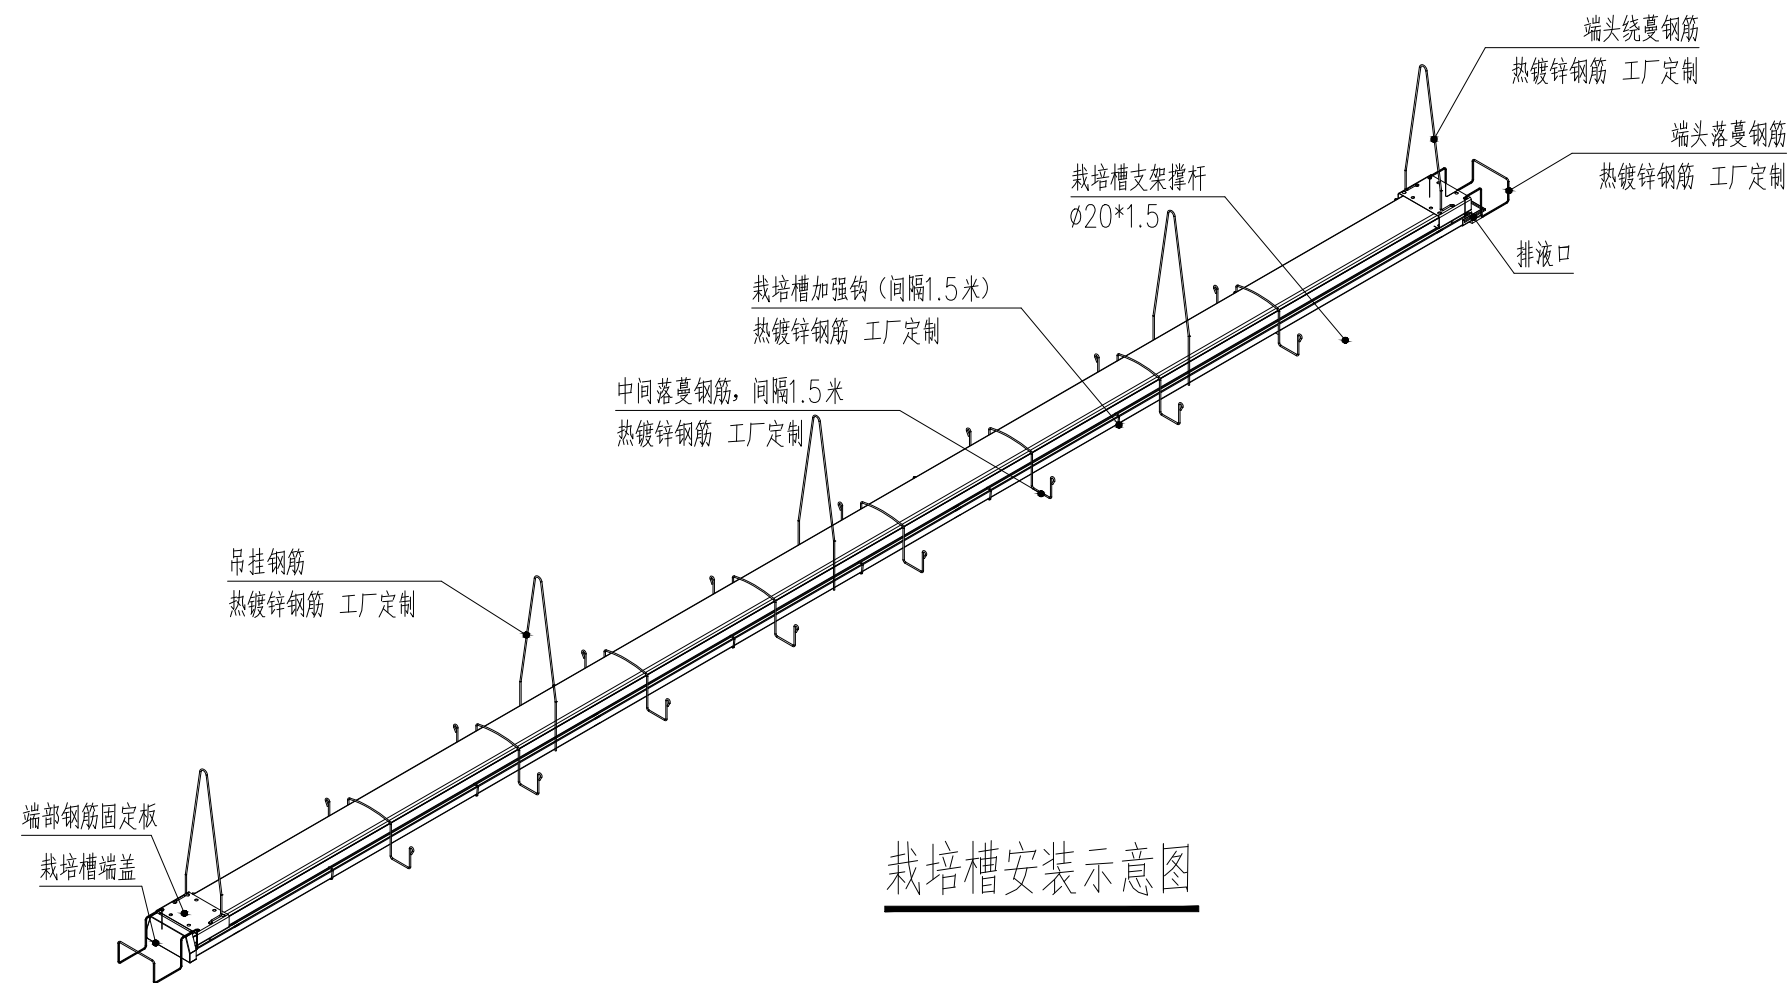 端头绕蔓钢筋
热镀锌钢筋 工厂定制
端头落蔓钢筋
热镀锌钢筋 工厂定制
栽培槽支架撑杆
φ20*1.5
排液口
栽培槽加强钩（间隔1.5米）
热镀锌钢筋 工厂定制
中间落蔓钢筋，间隔1.5米
热镀锌钢筋 工厂定制
吊挂钢筋
热镀锌钢筋 工厂定制
端部钢筋固定板
栽培槽端盖
栽培槽安装示意图